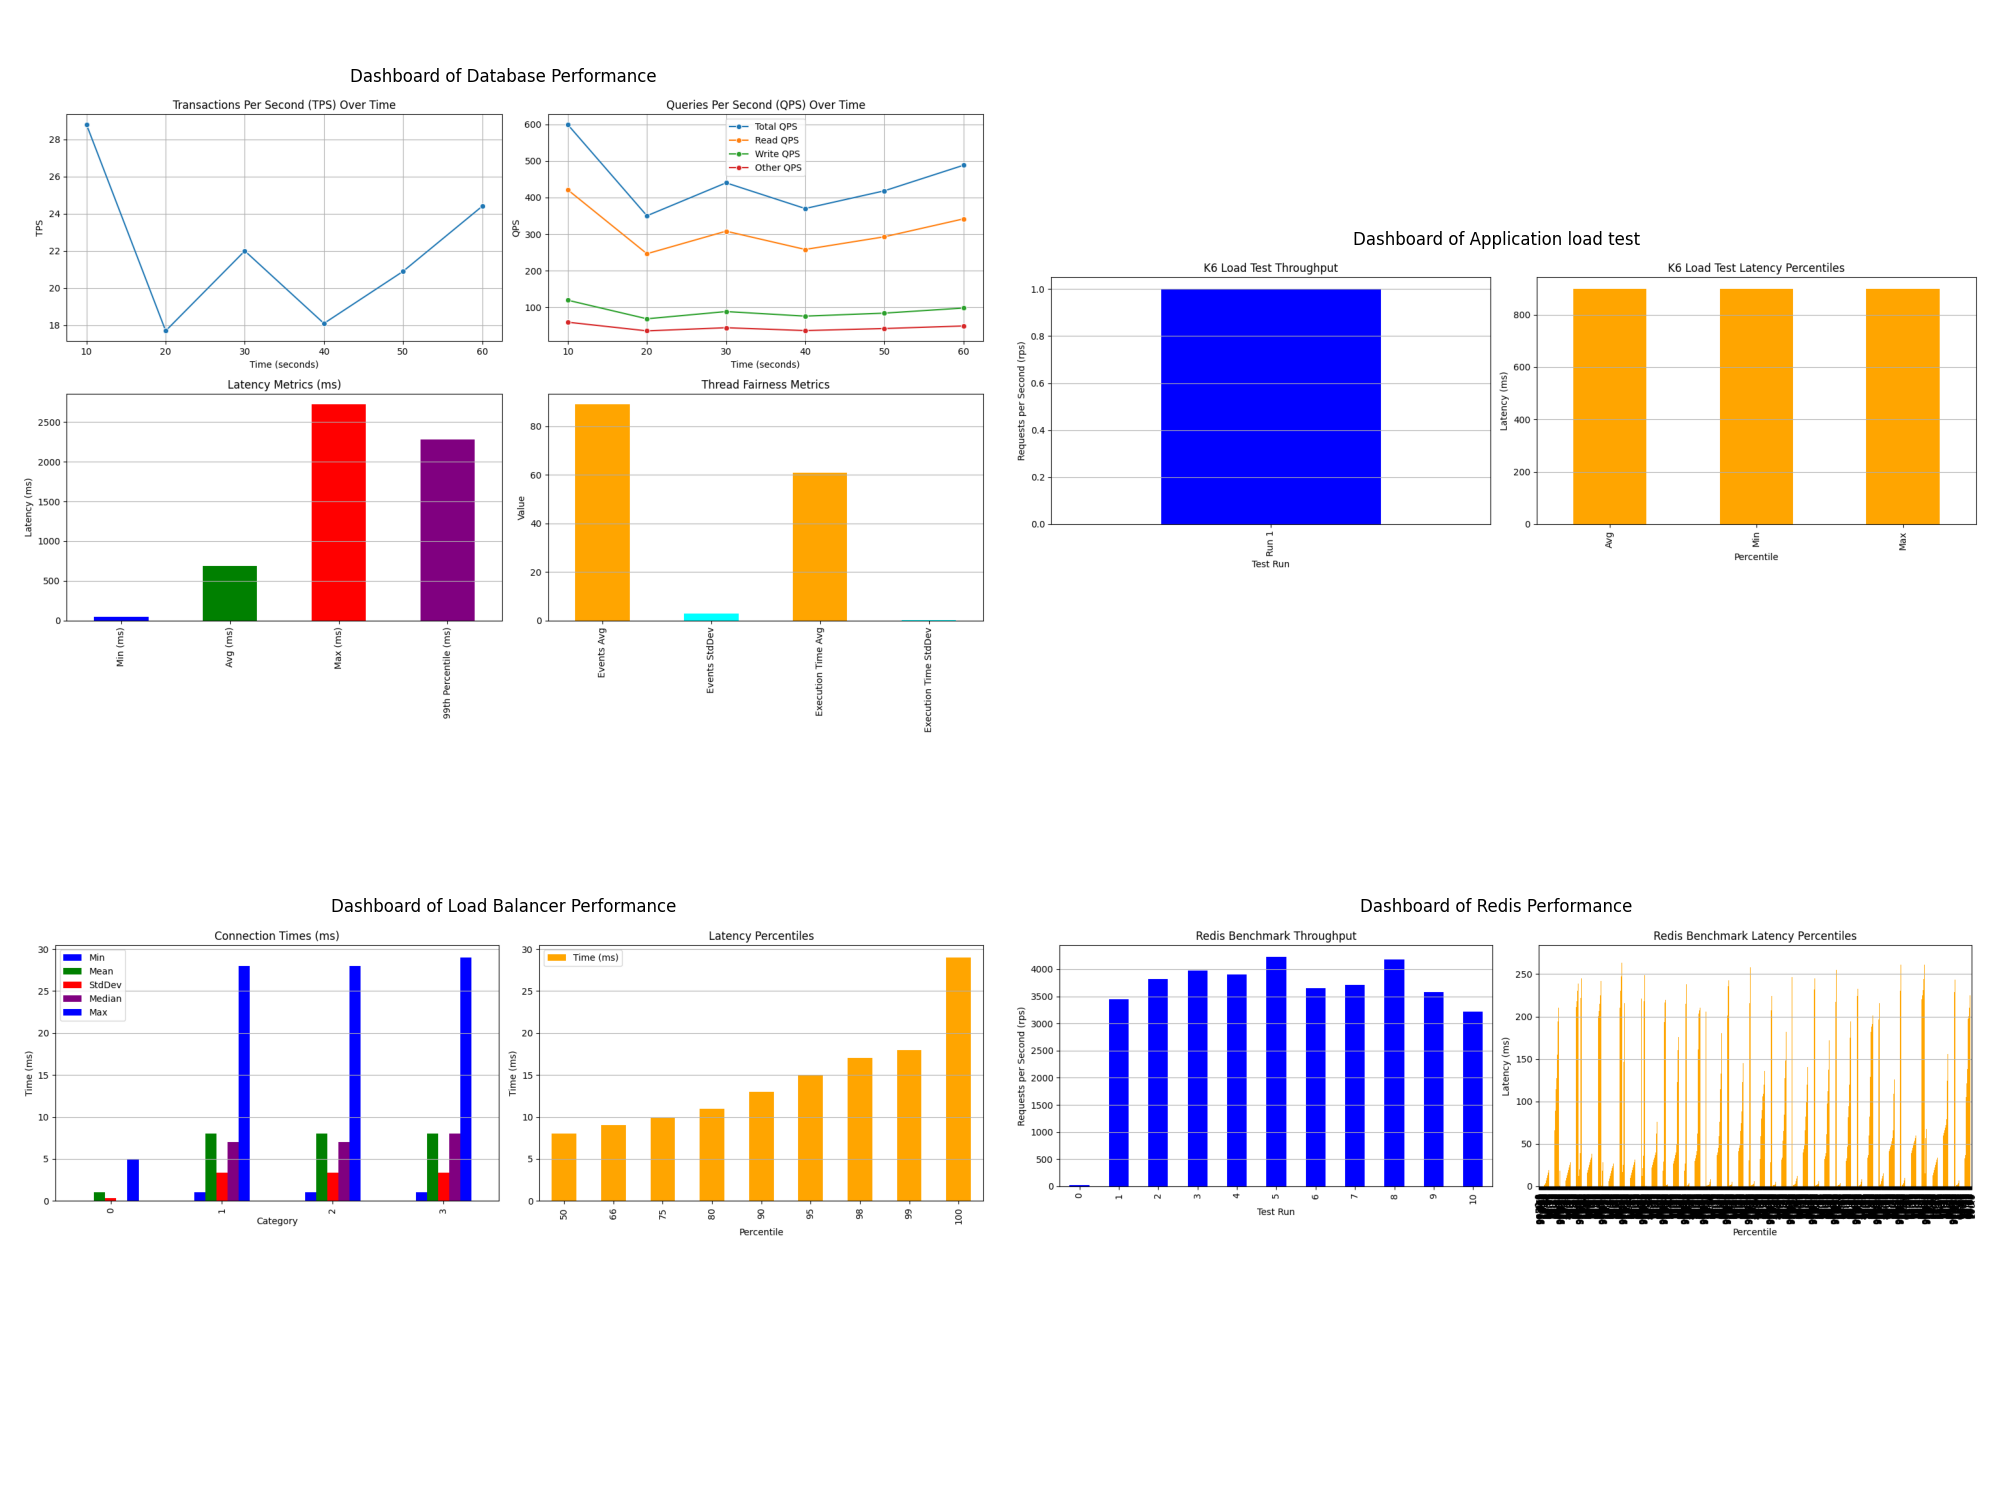 Dashboard of Database Performance
Transactions Per Second (TPS) Over Time
TPS
28
26
24
22
20
18
10 20 30 40 50 60
Time (seconds)
Queries Per Second (QPS) Over Time
QPS
600
500
400
300
200
100
Total QPS
Read QPS
Write QPS
Other QPS
10 20 30 40 50 60
Time (seconds)
Latency Metrics (ms)
Latency (ms)
2500
2000
1500
1000
500
0
Min (ms)
Avg (ms)
Max (ms)
99th Percentile (ms)
Thread Fairness Metrics
Value
80
60
40
20
0
Events Avg
Events StdDev
Execution Time Avg
Execution Time StdDev
Dashboard of Application load test
K6 Load Test Throughput
Requests per Second (rps)
1.0
0.8
0.6
0.4
0.2
0.0
Run 1
Test Run
K6 Load Test Latency Percentiles
Latency (ms)
800
600
400
200
0
Avg
Min
Max
Percentile
Dashboard of Load Balancer Performance
Connection Times (ms)
Time (ms)
30
25
20
15
10
5
0
Min
Mean
StdDev
Median
Max
0 1 2 3
Category
Latency Percentiles
Time (ms)
30
25
20
15
10
5
0
Time (ms)
50 66 75 80 90 95 98 99 100
Percentile
Dashboard of Redis Performance
Redis Benchmark Throughput
Requests per Second (rps)
4000
3500
3000
2500
2000
1500
1000
500
0
0 1 2 3 4 5 6 7 8 9 10
Test Run
Redis Benchmark Latency Percentiles
Latency (ms)
250
200
150
100
50
0
Percentile